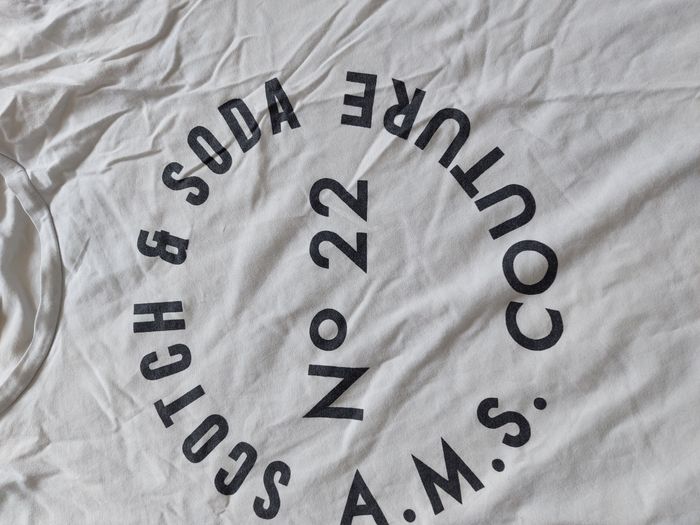 SCOTCH & SODA
No 22
A.M.S. COUTURE